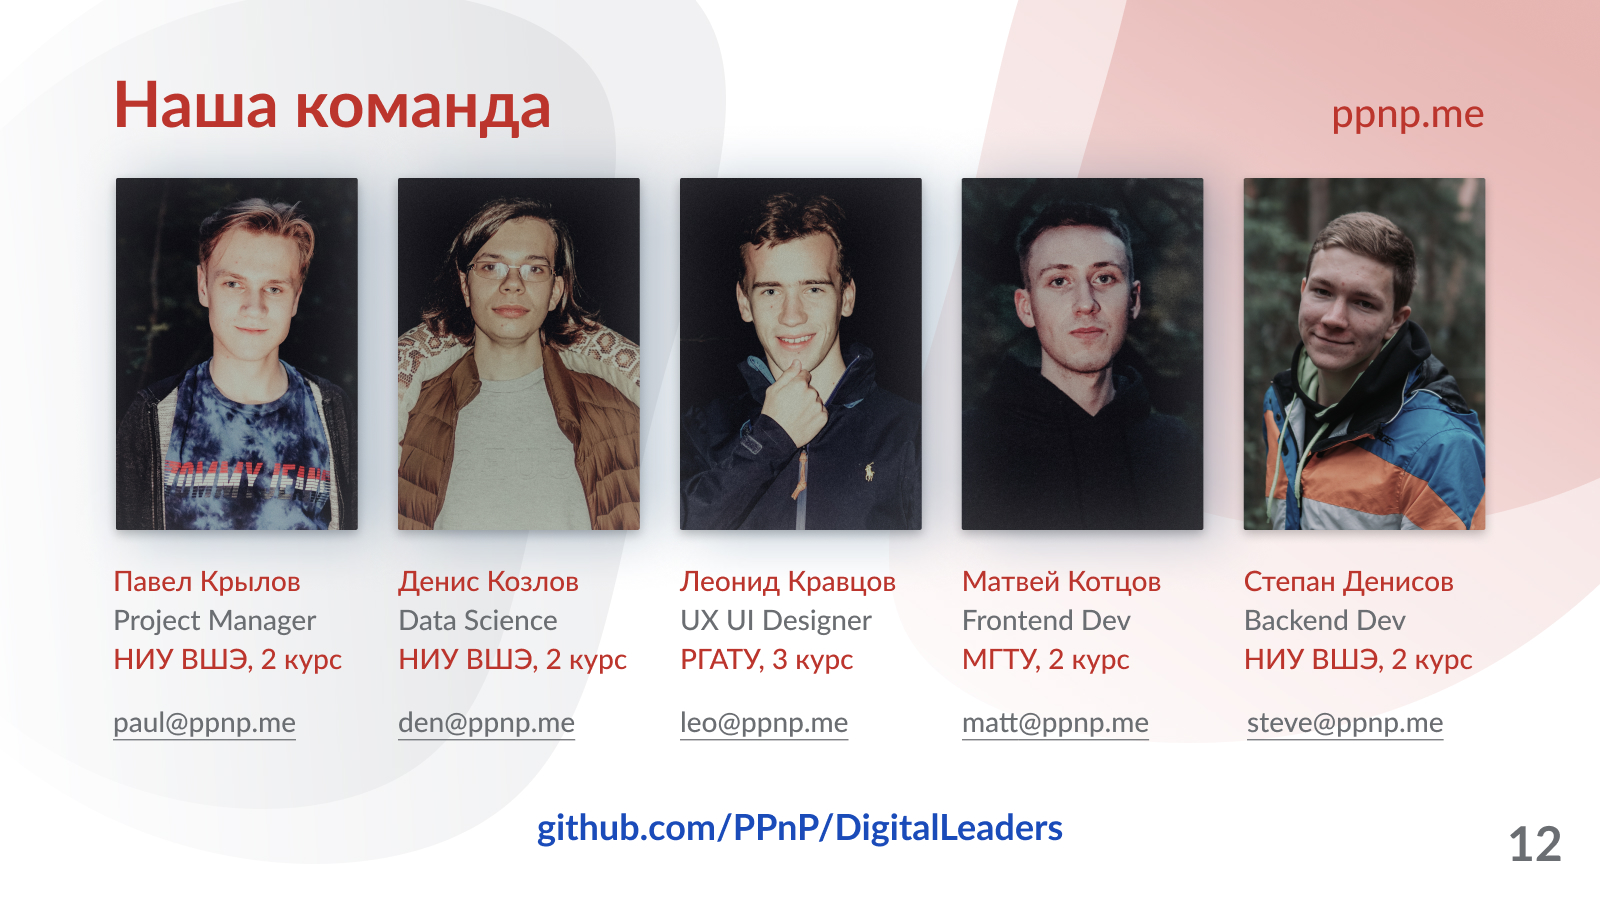 Наша команда
ppnp.me
TOMMY JEANS
Павел Крылов
Project Manager
НИУ ВШЭ, 2 курс
paul@ppnp.me
Денис Козлов
Data Science
НИУ ВШЭ, 2 курс
den@ppnp.me
Леонид Кравцов
UX UI Designer
РГАТУ, 3 курс
leo@ppnp.me
Матвей Котцов
Frontend Dev
МГТУ, 2 курс
matt@ppnp.me
Степан Денисов
Backend Dev
НИУ ВШЭ, 2 курс
steve@ppnp.me
github.com/PPnP/DigitalLeaders
12